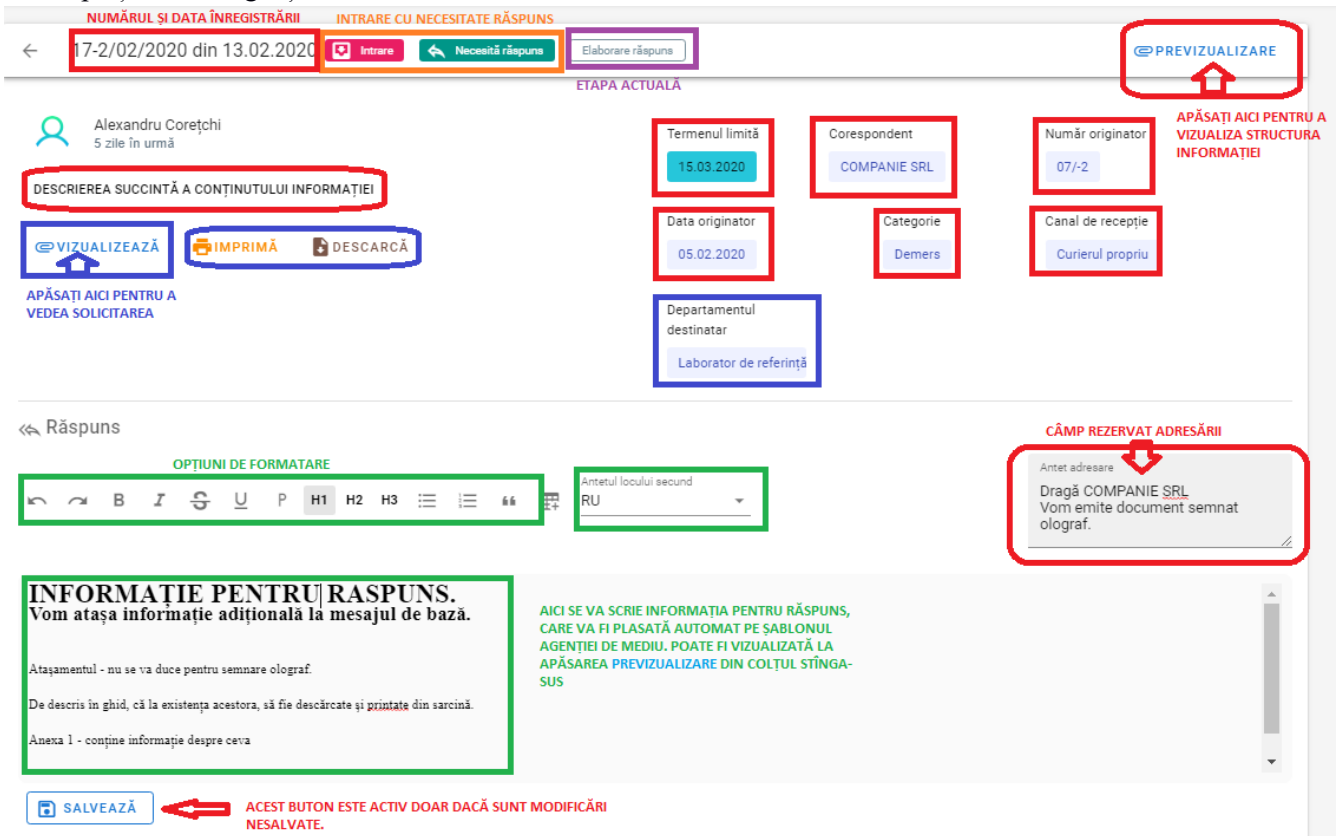 NUMĂRUL ȘI DATA ÎNREGISTRĂRII
INTRARE CU NECESITATE RĂSPUNS
17-2/02/2020 din 13.02.2020
Intrare
Necesită răspuns
Elaborare răspuns
PREVIZUALIZARE
ETAPA ACTUALĂ
APĂSAȚI AICI PENTRU A
VIZUALIZA STRUCTURA
INFORMAȚIEI
Alexandru Corețchi
5 zile în urmă
DESCRIEREA SUCCINTĂ A CONȚINUTULUI INFORMAȚIEI
Termenul limită
15.03.2020
Corespondent
COMPANIE SRL
Număr originator
07/-2
VIZUALIZEAZĂ
IMPRIMĂ
DESCARCĂ
Data originator
05.02.2020
Categorie
Demers
Canal de recepție
Curierul propriu
APĂSAȚI AICI PENTRU A
VEDEA SOLICITAREA
Departamentul
destinatar
Laborator de referință
Răspuns
CÂMP REZERVAT ADRESĂRII
OPȚIUNI DE FORMATARE
B I S U P H1 H2 H3
Antetul locului secund
RU
Antet adresare
Dragă COMPANIE SRL
Vom emite document semnat
olograf.
INFORMAȚIE PENTRU RASPUNS.
Vom atașa informație adițională la mesajul de bază.
Atașamentul - nu se va duce pentru semnare olograf.
De descris în ghid, că la existența acestora, să fie descărcate și printate din sarcină.
Anexa 1 - conține informație despre ceva
AICI SE VA SCRIE INFORMAȚIA PENTRU RĂSPUNS,
CARE VA FI PLASATĂ AUTOMAT PE ȘABLONUL
AGENȚIEI DE MEDIU. POATE FI VIZUALIZATĂ LA
APĂSAREA PREVIZUALIZARE DIN COLȚUL STÎNGA-
SUS
SALVEAZĂ
ACEST BUTON ESTE ACTIV DOAR DACĂ SUNT MODIFICĂRI
NESALVATE.